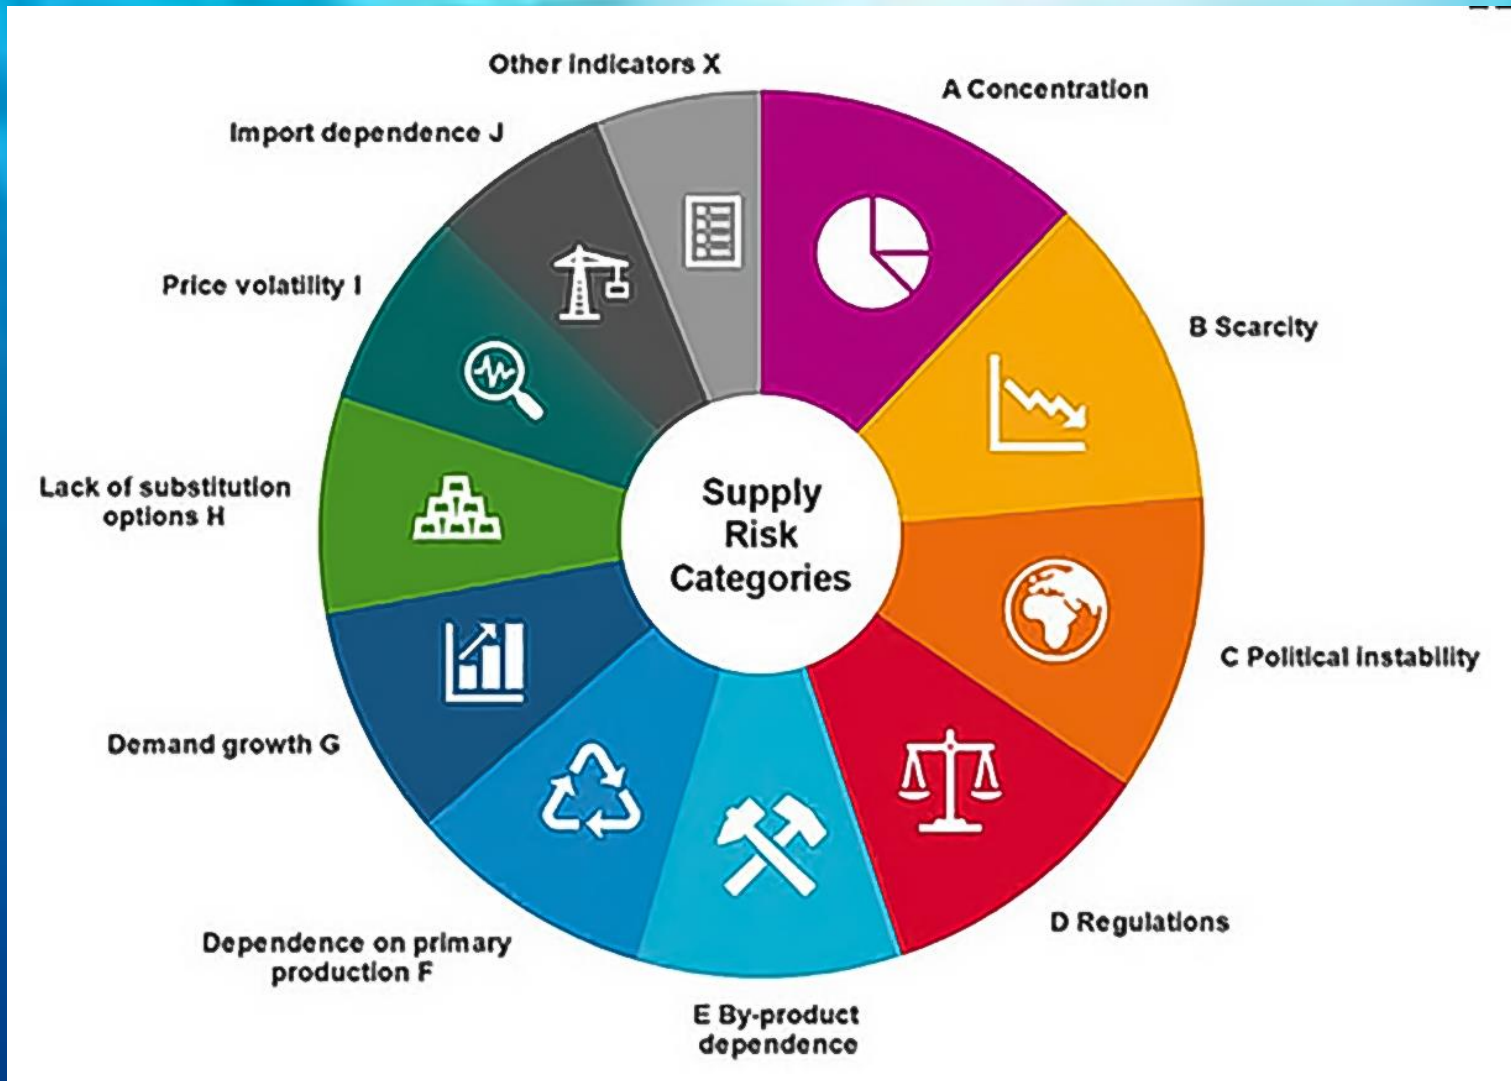 Other indicators X
A Concentration
Import dependence J
Price volatility I
B Scarcity
Lack of substitution
options H
Supply
Risk
Categories
C Political instability
Demand growth G
D Regulations
Dependence on primary
production F
E By-product
dependence